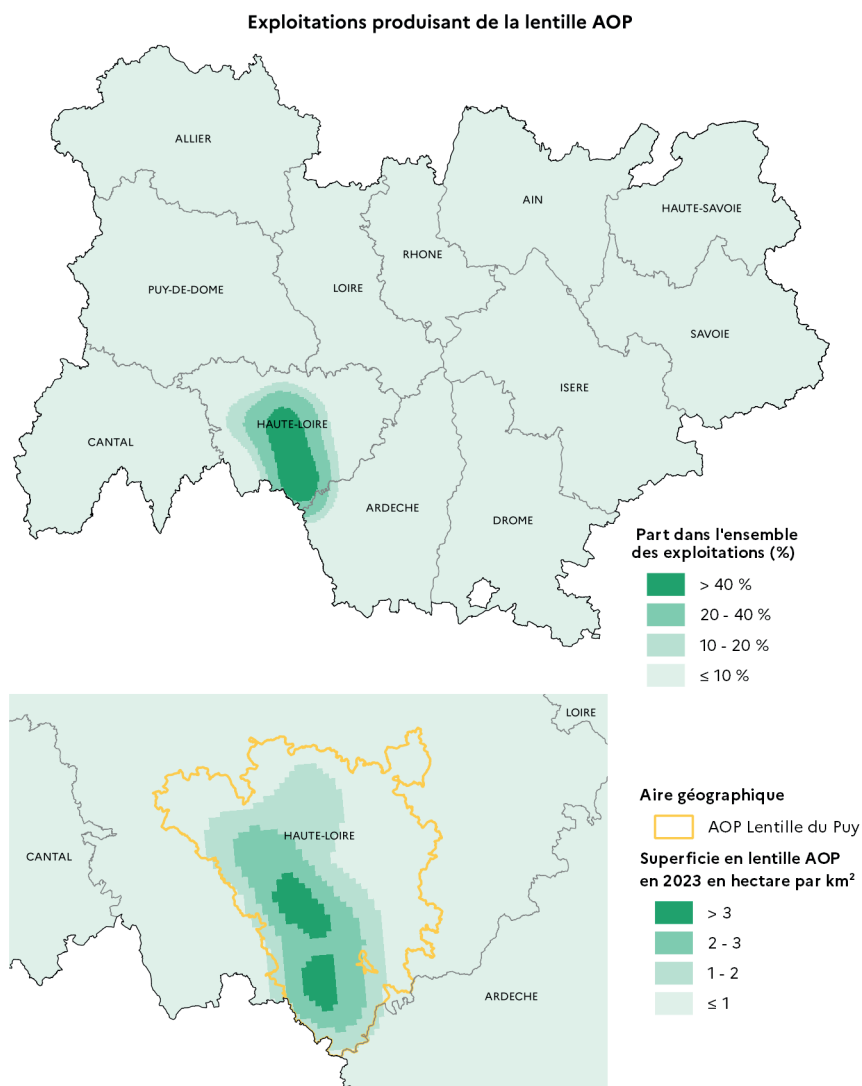 Exploitations produisant de la lentille AOP
ALLIER
AIN
HAUTE-SAVOIE
RHONE
PUY-DE-DOME
LOIRE
SAVOIE
ISERE
HAUTE-LOIRE
CANTAL
ARDECHE
DROME
Part dans l'ensemble
des exploitations (%)
> 40 %
20 - 40 %
10 - 20 %
≤ 10 %
LOIRE
HAUTE-LOIRE
CANTAL
ARDECHE
Aire géographique
AOP Lentille du Puy
Superficie en lentille AOP
en 2023 en hectare par km²
> 3
2 - 3
1 - 2
≤ 1